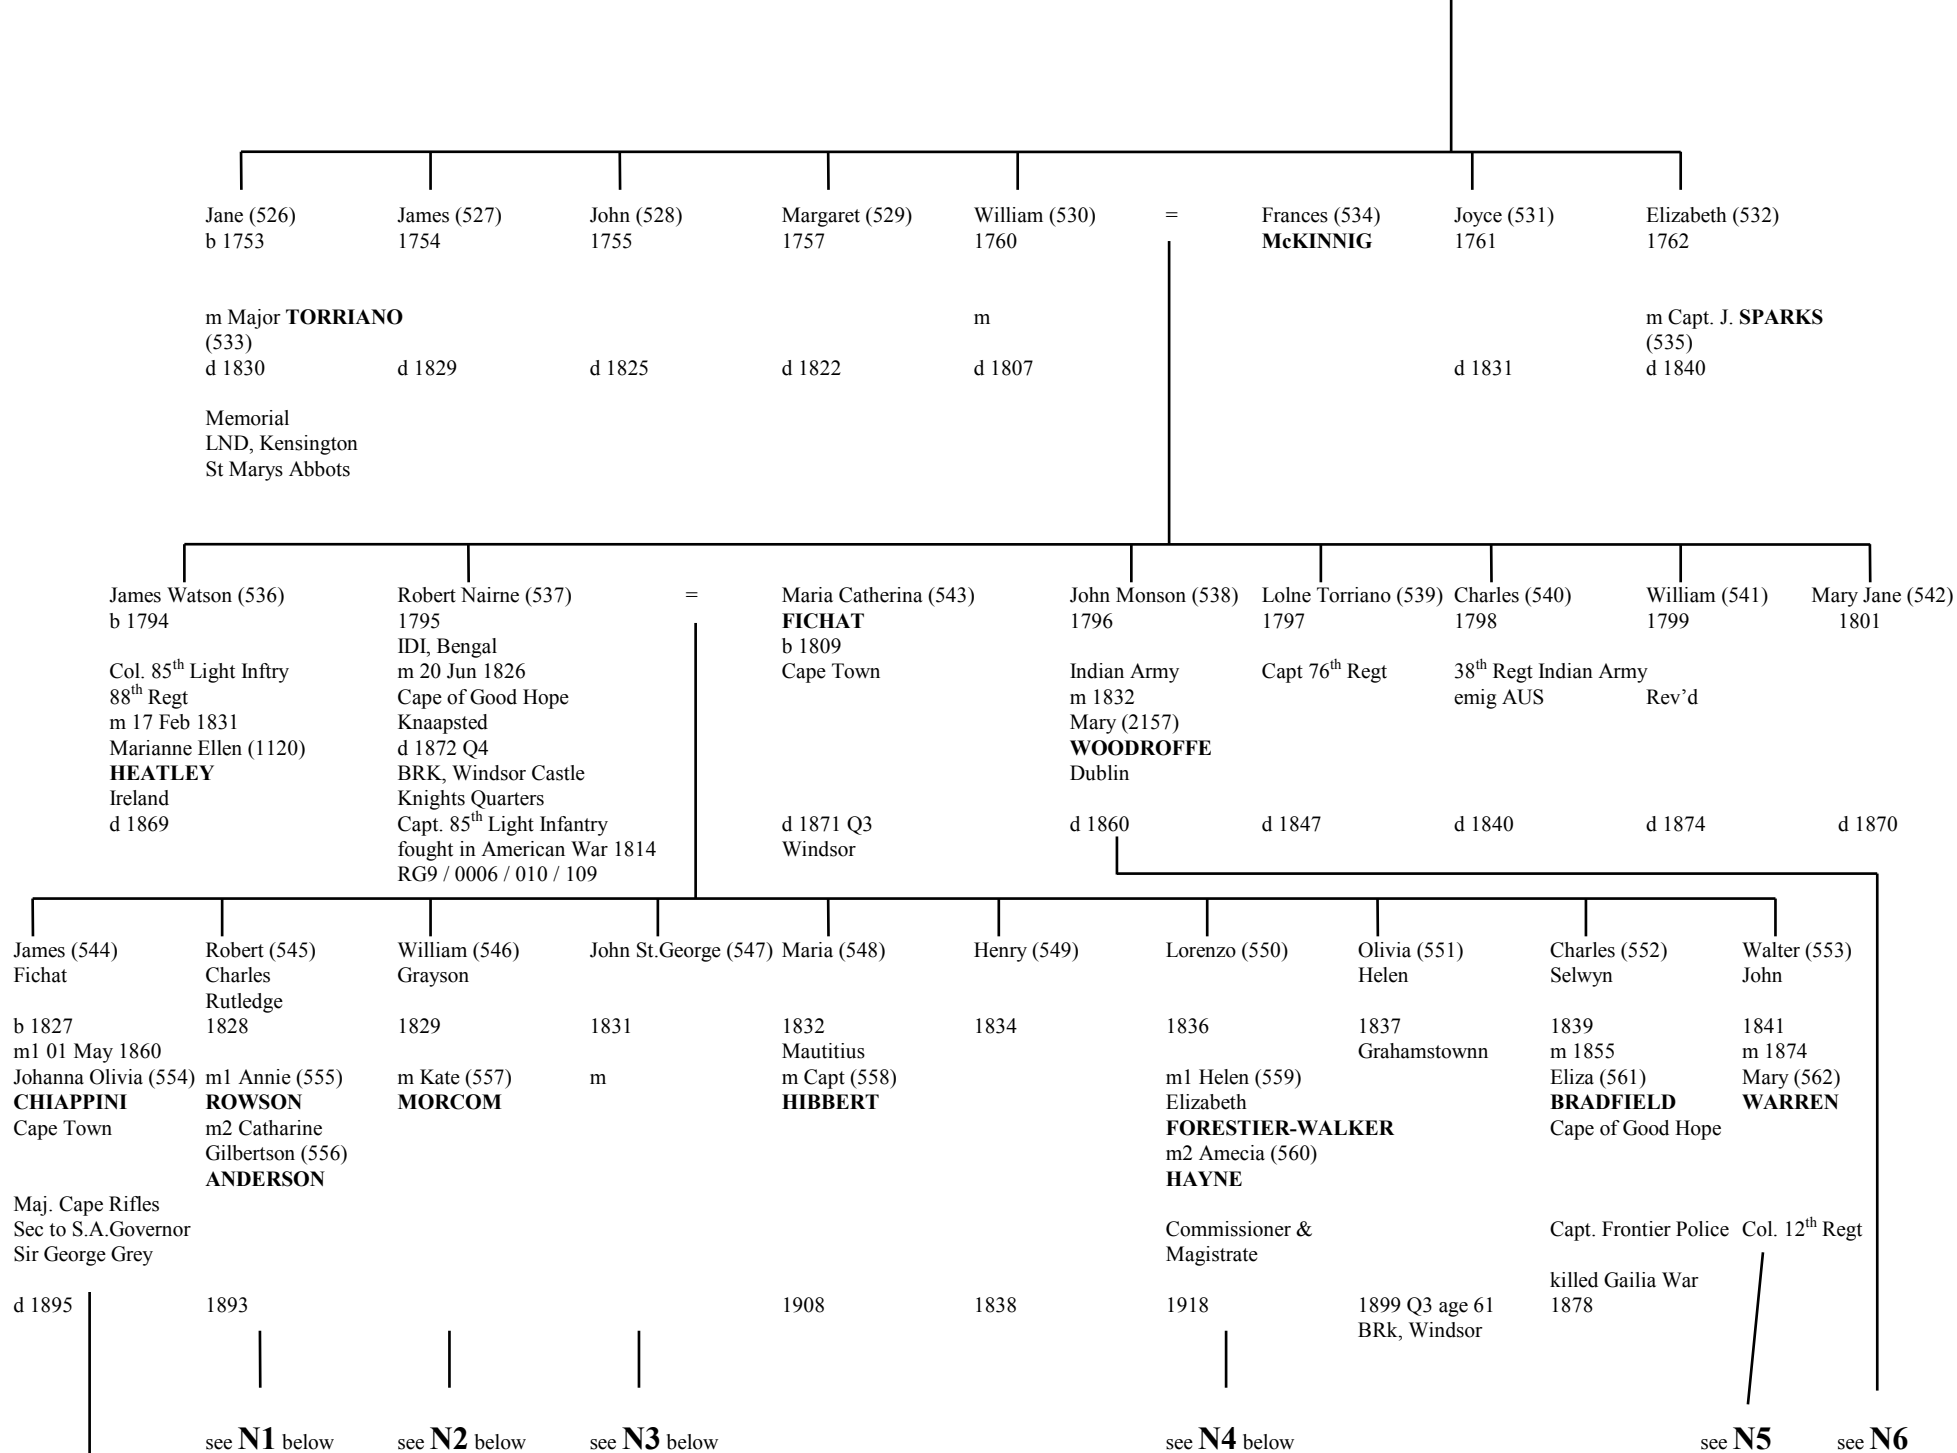 Jane (526) James (527) John (528) Margaret (529) William (530) = Frances (534) Joyce (531) Elizabeth (532)
b 1753 1754 1755 1757 1760 McKINNIG 1761 1762
m Major TORRIANO m m Capt. J. SPARKS
(533) (535)
d 1830 d 1829 d 1825 d 1822 d 1807 d 1831 d 1840
Memorial
LND, Kensington
St Marys Abbots
James Watson (536) Robert Nairne (537) = Maria Catherina (543) John Monson (538) Lolne Torriano (539) Charles (540) William (541) Mary Jane (542)
b 1794 1795 FICHAT 1796 1797 1798 1799 1801
IDI, Bengal b 1809
Col. 85th Light Inftry m 20 Jun 1826 Cape Town Indian Army Capt 76th Regt 38th Regt Indian Army
88th Regt Cape of Good Hope m 1832 emig AUS Rev’d
m 17 Feb 1831 Knaapsted Mary (2157)
Marianne Ellen (1120) d 1872 Q4 WOODROFFE
HEATLEY BRK, Windsor Castle Dublin
Ireland Knights Quarters
d 1869 Capt. 85th Light Infantry d 1871 Q3 d 1860 d 1847 d 1840 d 1874 d 1870
fought in American War 1814 Windsor
RG9 / 0006 / 010 / 109
James (544) Robert (545) William (546) John St.George (547) Maria (548) Henry (549) Lorenzo (550) Olivia (551) Charles (552) Walter (553)
Fichat Charles Grayson Helen Selwyn John
Rutledge
b 1827 1828 1829 1831 1832 1834 1836 1837 1839 1841
m1 01 May 1860 Mautitius Grahamstownn m 1855 m 1874
Johanna Olivia (554) m1 Annie (555) m Kate (557) m m Capt (558) m1 Helen (559) Eliza (561) Mary (562)
CHIAPPINI ROWSON MORCOM HIBBERT Elizabeth BRADFIELD WARREN
Cape Town m2 Catharine FORESTIER-WALKER Cape of Good Hope
Gilbertson (556) m2 Amecia (560)
ANDERSON HAYNE
Maj. Cape Rifles
Sec to S.A.Governor Commissioner & Capt. Frontier Police Col. 12th Regt
Sir George Grey Magistrate
killed Gailia War
d 1895 1893 1908 1838 1918 1899 Q3 age 61 1878
BRk, Windsor
see N1 below see N2 below see N3 below see N4 below see N5 see N6